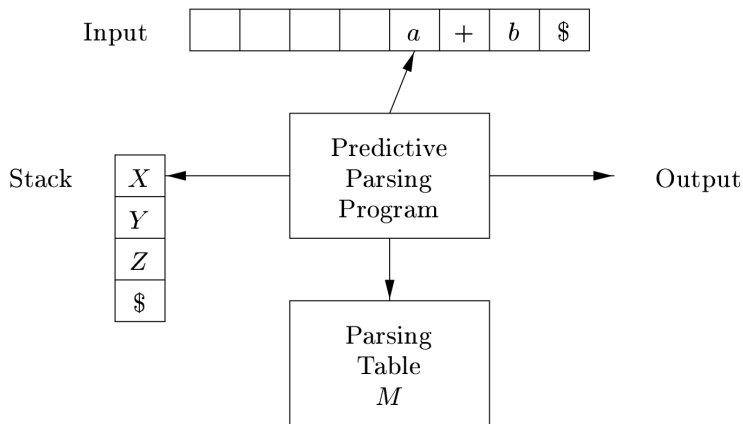 Input a + b $
Predictive
Parsing
Program
Stack
X
Y
Z
$
Output
Parsing
Table
M